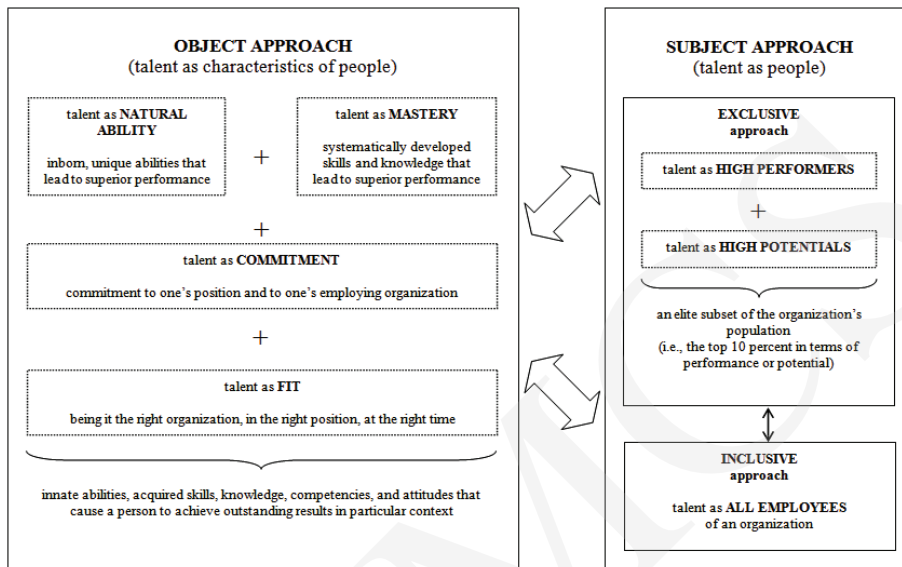 OBJECT APPROACH
(talent as characteristics of people)
talent as NATURAL
ABILITY
inborn, unique abilities that
lead to superior performance
+
talent as MASTERY
systematically developed
skills and knowledge that
lead to superior performance
+
talent as COMMITMENT
commitment to one's position and to one's employing organization
+
talent as FIT
being it the right organization, in the right position, at the right time
innate abilities, acquired skills, knowledge, competencies, and attitudes that
cause a person to achieve outstanding results in particular context
SUBJECT APPROACH
(talent as people)
EXCLUSIVE
approach
talent as HIGH PERFORMERS
+
talent as HIGH POTENTIALS
an elite subset of the organization's
population
(i.e., the top 10 percent in terms of
performance or potential)
INCLUSIVE
approach
talent as ALL EMPLOYEES
of an organization